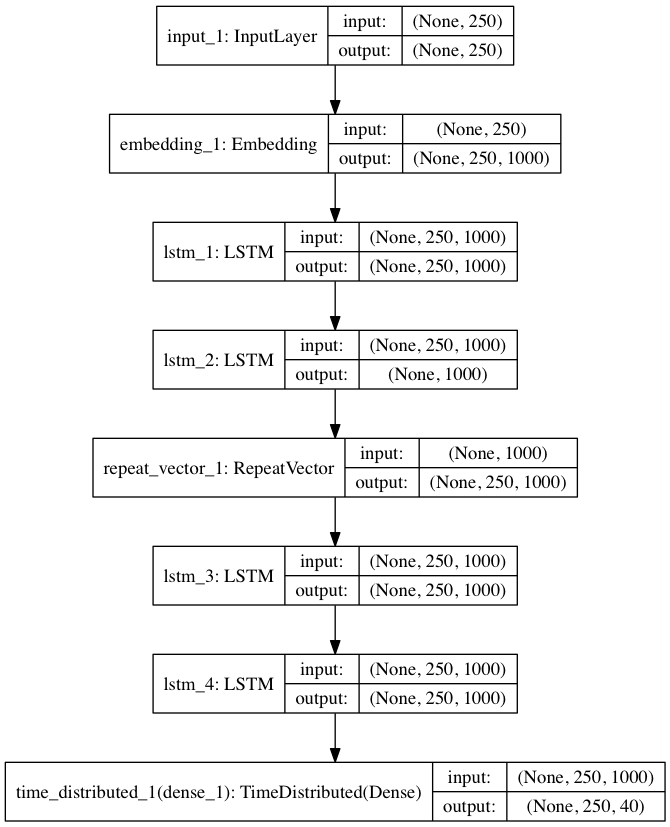 input_1: InputLayer
input: (None, 250)
output: (None, 250)
embedding_1: Embedding
input: (None, 250)
output: (None, 250, 1000)
lstm_1: LSTM
input: (None, 250, 1000)
output: (None, 250, 1000)
lstm_2: LSTM
input: (None, 250, 1000)
output: (None, 1000)
repeat_vector_1: RepeatVector
input: (None, 1000)
output: (None, 250, 1000)
lstm_3: LSTM
input: (None, 250, 1000)
output: (None, 250, 1000)
lstm_4: LSTM
input: (None, 250, 1000)
output: (None, 250, 1000)
time_distributed_1(dense_1): TimeDistributed(Dense)
input: (None, 250, 1000)
output: (None, 250, 40)